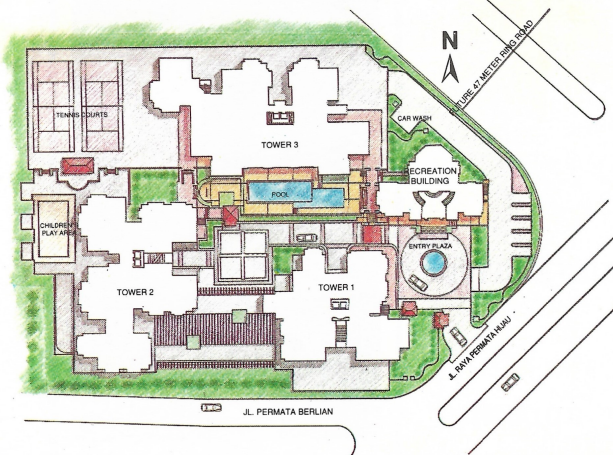 N
FUTURE 47 METER RING ROAD
TENNIS COURTS
CAR WASH
TOWER 3
RECREATION
BUILDING
POOL
CHILDREN
PLAY AREA
ENTRY PLAZA
TOWER 2
TOWER 1
JL. RAYA PERMATA HIJAU
JL. PERMATA BERLIAN